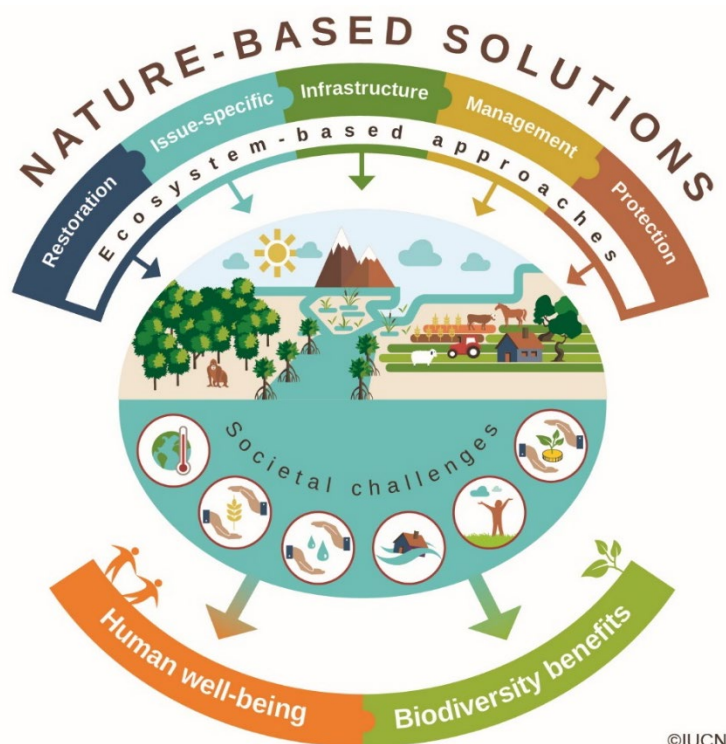 NATURE-BASED SOLUTIONS
Restoration
Issue-specific
Infrastructure
Management
Protection
Ecosystem-based approaches
Societal challenges
Human well-being
Biodiversity benefits
©IUCN